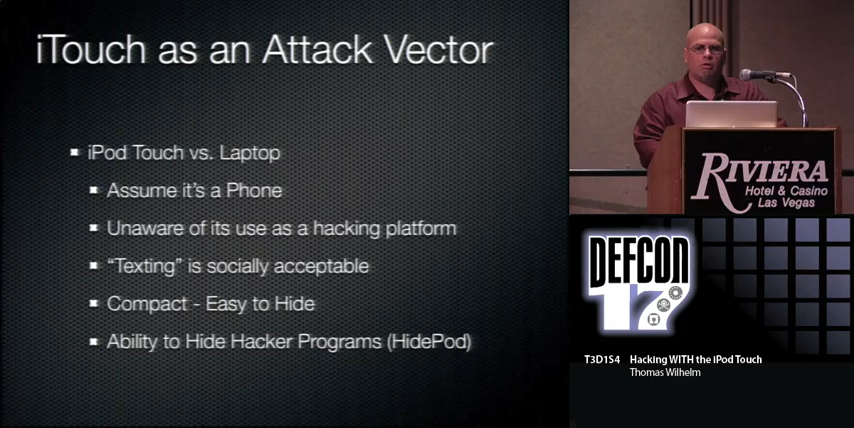 iTouch as an Attack Vector
iPod Touch vs. Laptop
Assume it's a Phone
Unaware of its use as a hacking platform
"Texting" is socially acceptable
Compact - Easy to Hide
Ability to Hide Hacker Programs (HidePod)
RIVIERA
Hotel & Casino
Las Vegas
DEFCON
17
T3D1S4 Hacking WITH the iPod Touch
Thomas Wilhelm